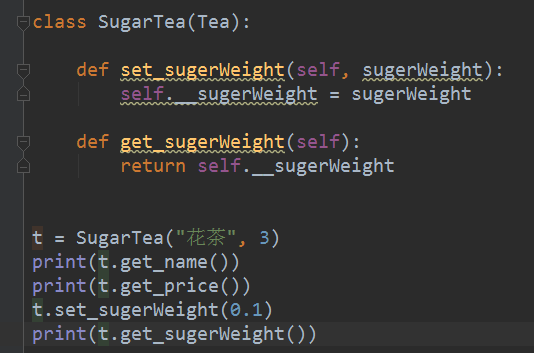 class SugarTea(Tea):
def set_sugerWeight(self, sugerWeight):
self.__sugerWeight = sugerWeight
def get_sugerWeight(self):
return self.__sugerWeight
t = SugarTea("花茶", 3)
print(t.get_name())
print(t.get_price())
t.set_sugerWeight(0.1)
print(t.get_sugerWeight())